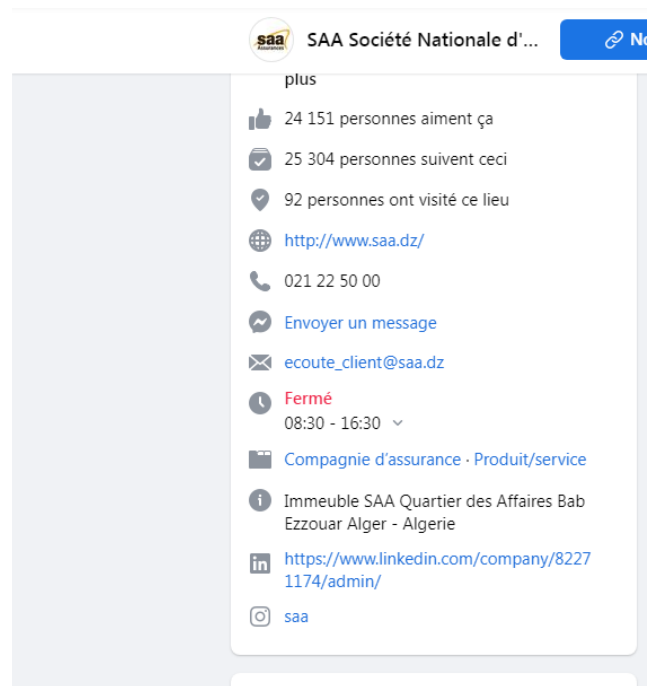 saa
Assurances
SAA Société Nationale d'...
No
plus
24 151 personnes aiment ça
25 304 personnes suivent ceci
92 personnes ont visité ce lieu
http://www.saa.dz/
021 22 50 00
Envoyer un message
ecoute_client@saa.dz
Fermé
08:30 - 16:30
Compagnie d'assurance · Produit/service
Immeuble SAA Quartier des Affaires Bab
Ezzouar Alger - Algerie
https://www.linkedin.com/company/8227
1174/admin/
saa